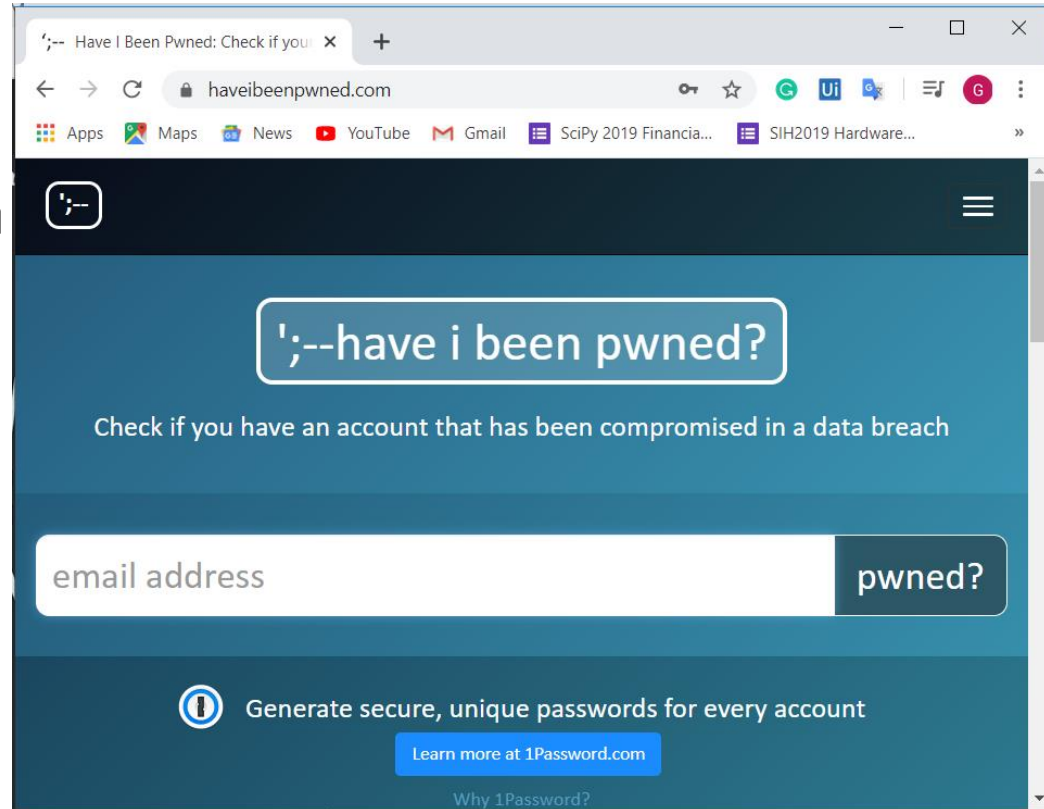 ';-- Have I Been Pwned: Check if you
haveibeenpwned.com
G Ui G G
Apps Maps News YouTube Gmail SciPy 2019 Financia... SIH2019 Hardware... »
';--
';--have i been pwned?
Check if you have an account that has been compromised in a data breach
email address pwned?
Generate secure, unique passwords for every account
Learn more at 1Password.com
Why 1Password?